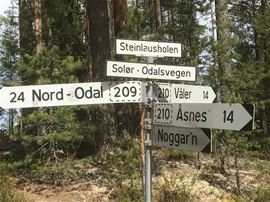 Steinlausholen
Solør - Odalsvegen
24 Nord - Odal 209
210 Våler 14
210 Åsnes 14
Noggar'n